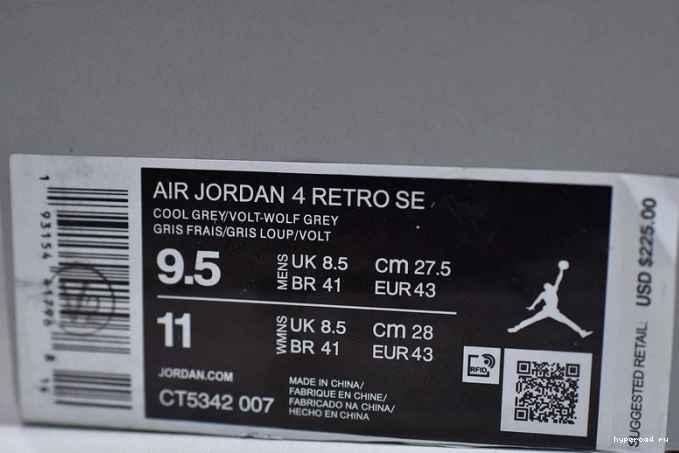 AIR JORDAN 4 RETRO SE
COOL GREY/VOLT-WOLF GREY
GRIS FRAIS/GRIS LOUP/VOLT
9.5
MENS
UK 8.5
cm 27.5
BR 41
EUR 43
11
WMNS
UK 8.5
cm 28
BR 41
EUR 43
JORDAN.COM
CT5342 007
MADE IN CHINA/
FABRIQUE EN CHINE/
FABRICADO NA CHINA/
HECHO EN CHINA
RFID
SUGGESTED RETAIL: USD $225.00
hyperoad ru